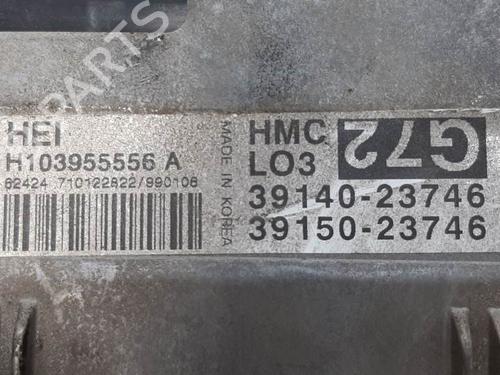 HEI
H103955556 A
62424 710122822/990106
MADE IN KOREA
HMC
LO3
G72
39140-23746
39150-23746
B-PARTS